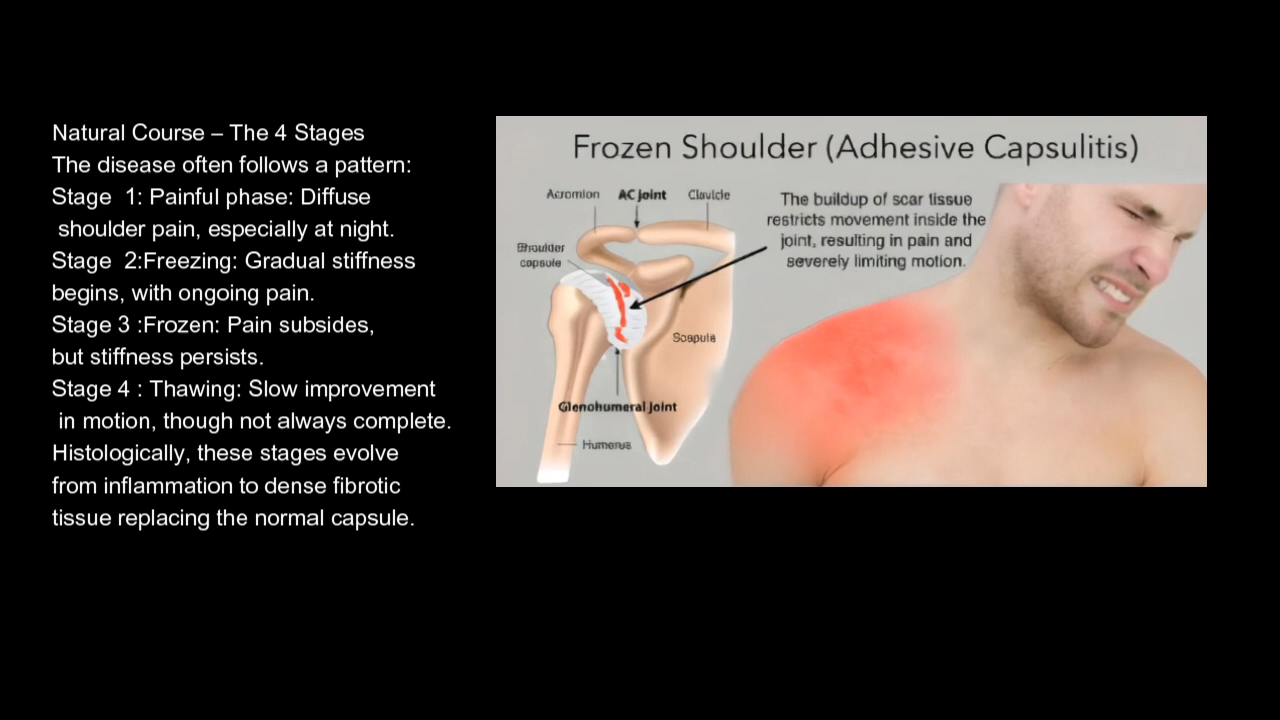 Natural Course – The 4 Stages
The disease often follows a pattern:
Stage  1: Painful phase: Diffuse
shoulder pain, especially at night.
Stage  2:Freezing: Gradual stiffness
begins, with ongoing pain.
Stage 3 :Frozen: Pain subsides,
but stiffness persists.
Stage 4 : Thawing: Slow improvement
in motion, though not always complete.
Histologically, these stages evolve
from inflammation to dense fibrotic
tissue replacing the normal capsule.
Frozen Shoulder (Adhesive Capsulitis)
Acromion
AC joint
Clavicle
The buildup of scar tissue
restricts movement inside the
joint, resulting in pain and
severely limiting motion.
Shoulder
capsule
Scapula
Glenohumeral Joint
Humerus